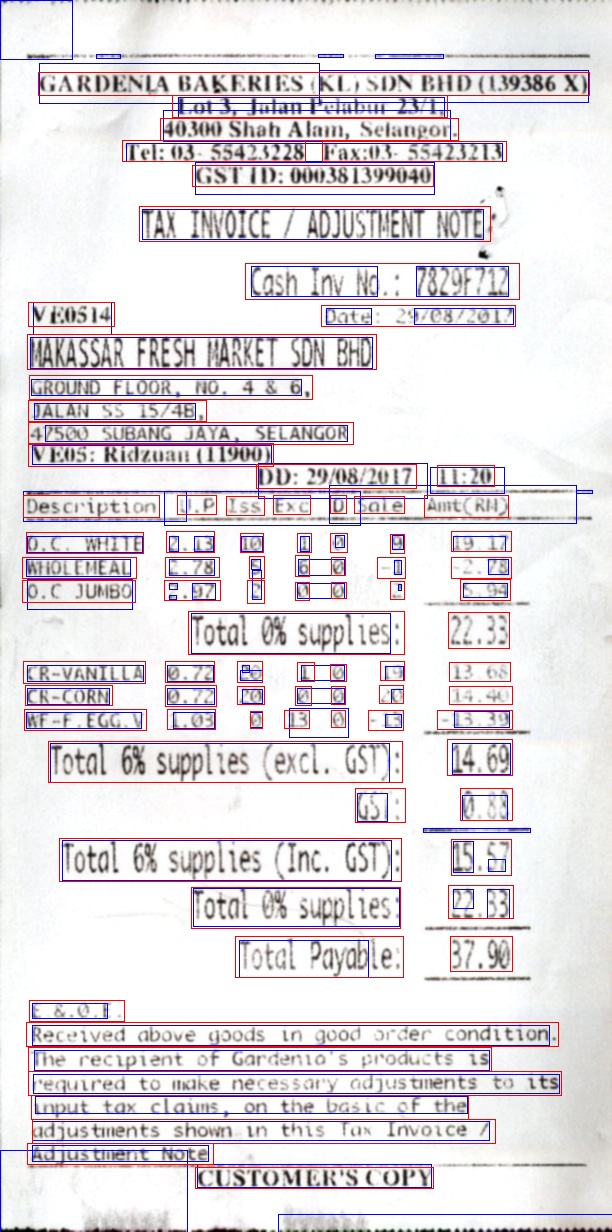 GARDENIA BAKERIES (KL) SDN BHD (139386 X)
Lot 3, Jalan Pelabur 23/1,
40300 Shah Alam, Selangor.
Tel: 03- 55423228 Fax:03- 55423213
GST ID: 000381399040
TAX INVOICE / ADJUSTMENT NOTE
Cash Inv No.: 7829F712
VE0514 Date: 29/08/2017
MAKASSAR FRESH MARKET SDN BHD
GROUND FLOOR, NO. 4 & 6,
JALAN SS 15/4B,
47500 SUBANG JAYA, SELANGOR
VE05: Ridzuan (11900)
DD: 29/08/2017 11:20
Description U.P Iss Exc D Sale Amt(RM)
O.C. WHITE 2.13 10 1 0 9 19.17
WHOLEMEAL 2.78 5 6 0 -1 -2.78
O.C JUMBO 2.97 2 0 0 2 5.94
Total 0% supplies: 22.33
CR-VANILLA 0.72 20 1 0 19 13.68
CR-CORN 0.72 20 0 0 20 14.40
WF-F.EGG.V 1.03 0 13 0 -13 -13.39
Total 6% supplies (excl. GST): 14.69
GST: 0.88
Total 6% supplies (Inc. GST): 15.57
Total 0% supplies: 22.33
Total Payable: 37.90
E.&.O.E.
Received above goods in good order condition.
The recipient of Gardenia's products is
required to make necessary adjustments to its
input tax claims, on the basic of the
adjustments shown in this Tax Invoice /
Adjustment Note
CUSTOMER'S COPY